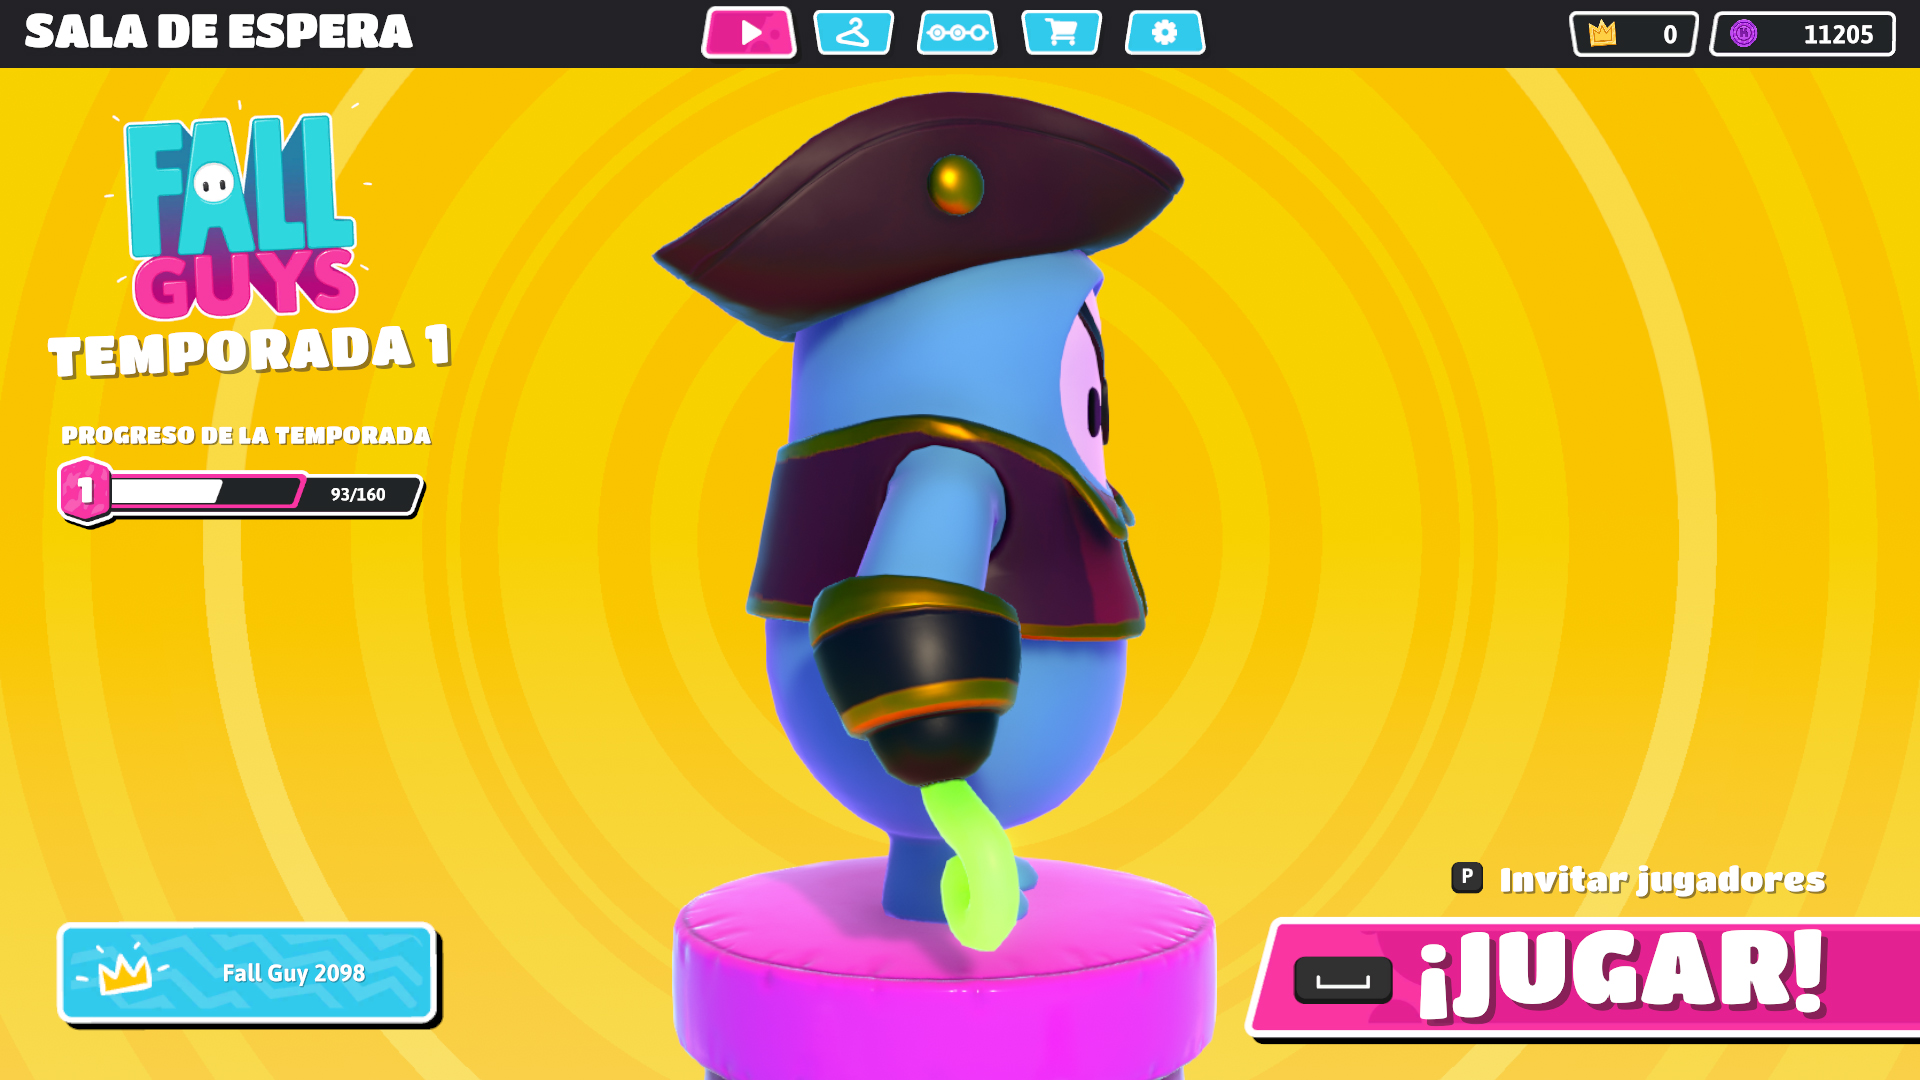 SALA DE ESPERA
0
11205
FALL
GUYS
TEMPORADA 1
PROGRESO DE LA TEMPORADA
1
93/160
Fall Guy 2098
P
Invitar jugadores
¡JUGAR!